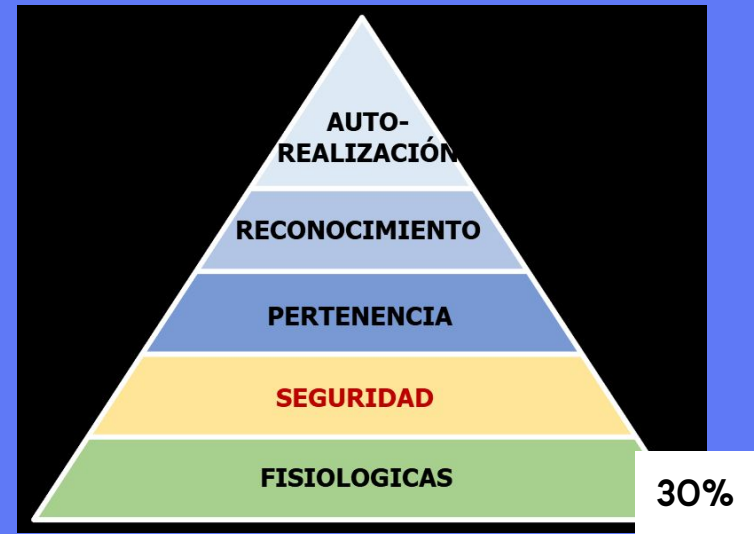 AUTO-
REALIZACIÓN
RECONOCIMIENTO
PERTENENCIA
SEGURIDAD
FISIOLOGICAS
30%